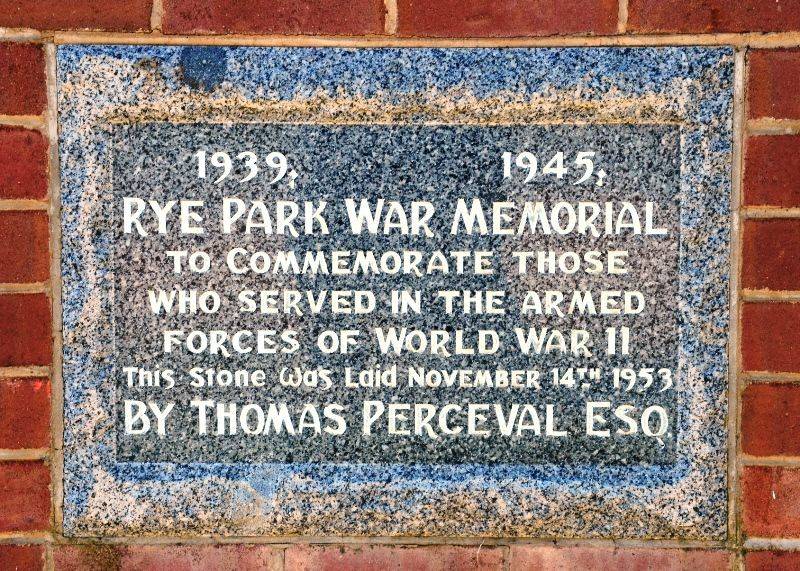 1939, 1945,
RYE PARK WAR MEMORIAL
TO COMMEMORATE THOSE
WHO SERVED IN THE ARMED
FORCES OF WORLD WAR II
This Stone Was Laid NOVEMBER 14TH 1953
BY THOMAS PERCEVAL ESQ